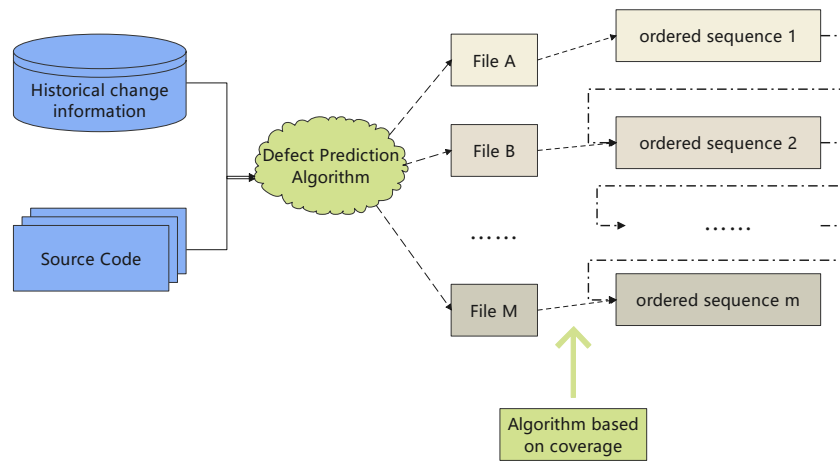 Historical change
information
Source Code
Defect Prediction
Algorithm
File A
File B
……
File M
ordered sequence 1
ordered sequence 2
……
ordered sequence m
Algorithm based
on coverage